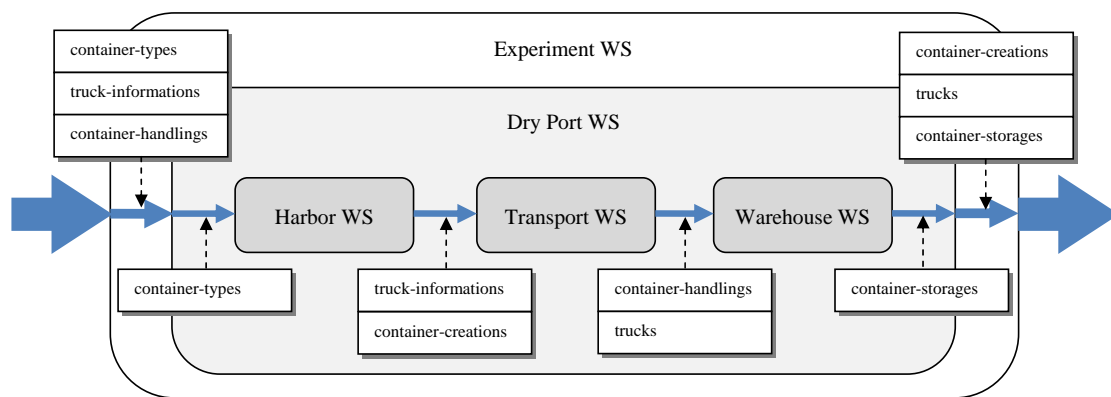 Experiment WS
container-types
truck-informations
container-handlings
container-creations
trucks
container-storages
Dry Port WS
Harbor WS
Transport WS
Warehouse WS
container-types
truck-informations
container-creations
container-handlings
trucks
container-storages